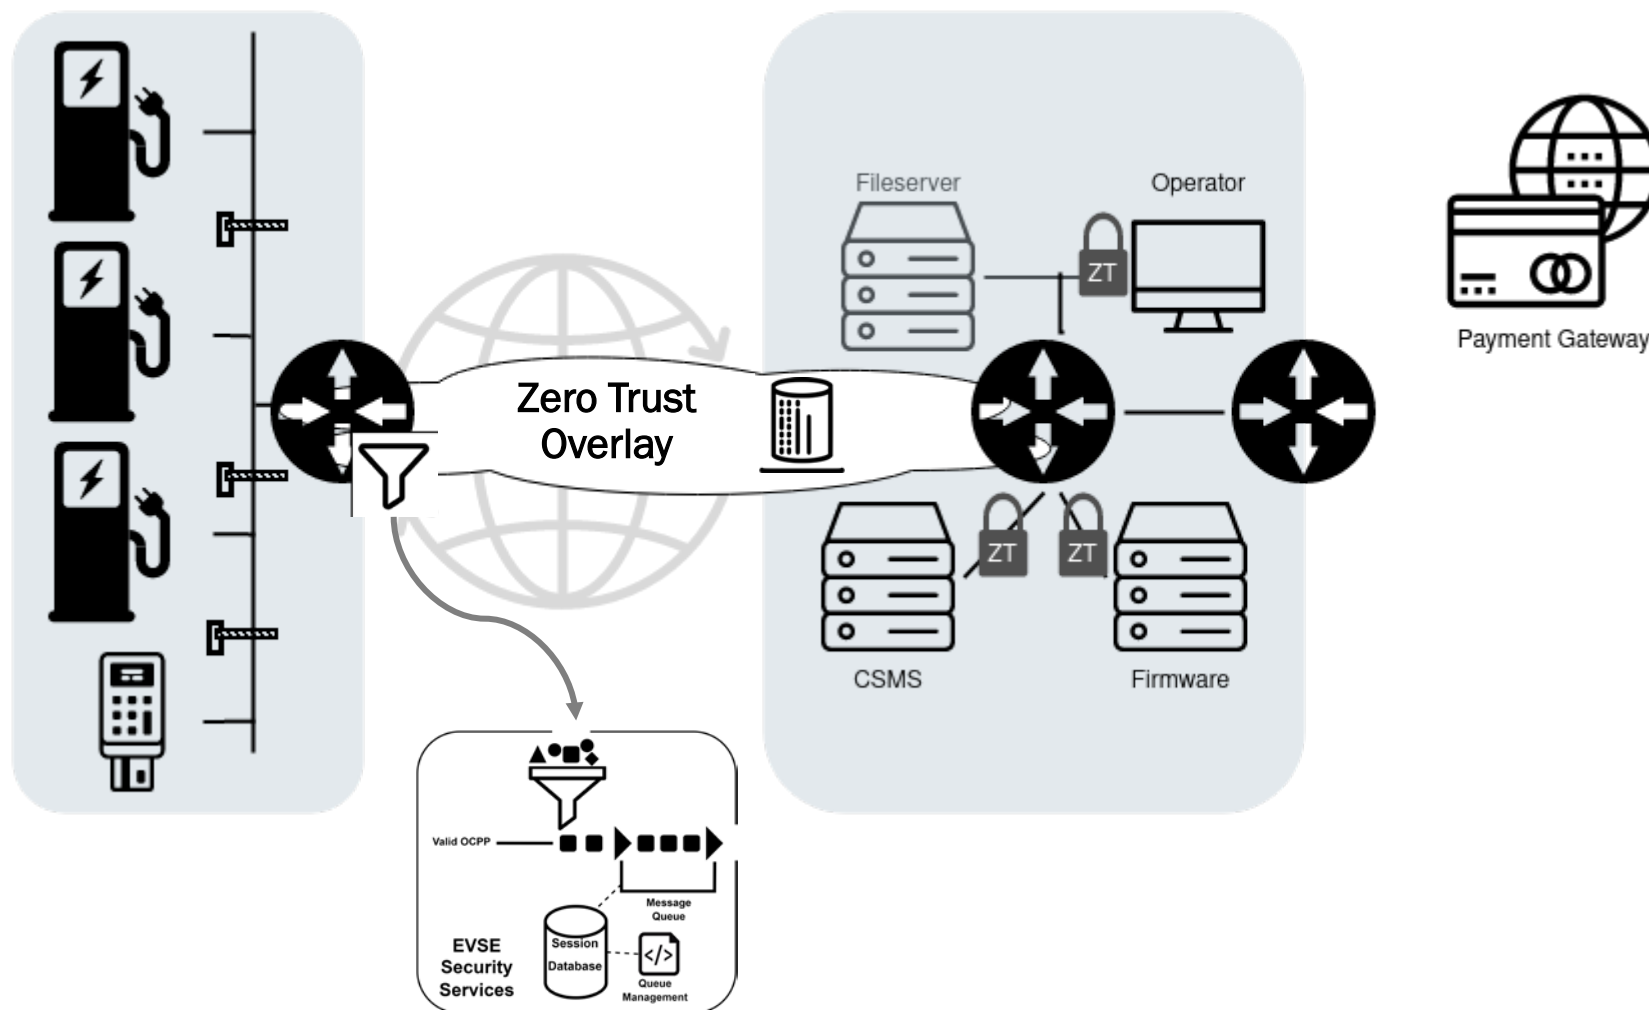 Fileserver
Operator
ZT
Payment Gateway
Zero Trust
Overlay
ZT
ZT
CSMS
Firmware
Valid OCPP
Message
Queue
EVSE
Security
Services
Session
Database
</>
Queue
Management